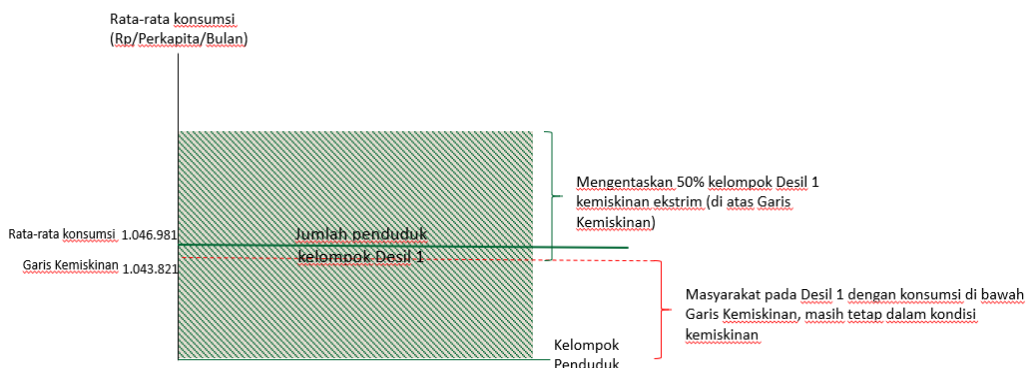 Rata-rata konsumsi
(Rp/Perkapita/Bulan)
Mengentaskan 50% kelompok Desil 1
kemiskinan ekstrim (di atas Garis
Kemiskinan)
Rata-rata konsumsi 1.046.981
Jumlah penduduk
kelompok Desil 1
Garis Kemiskinan 1.043.821
Masyarakat pada Desil 1 dengan konsumsi di bawah
Garis Kemiskinan, masih tetap dalam kondisi
kemiskinan
Kelompok
Penduduk